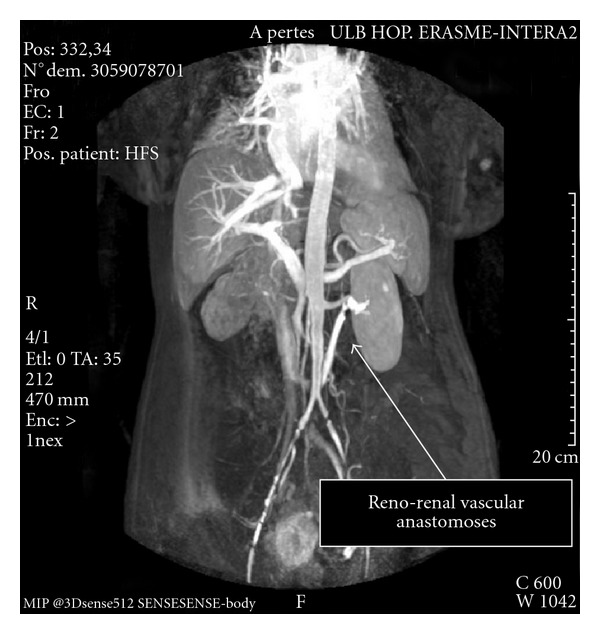 A pertes ULB HOP. ERASME-INTERA2
Pos: 332,34
N° dem. 3059078701
Fro
EC: 1
Fr: 2
Pos. patient: HFS
R
4/1
Etl: 0 TA: 35
212
470 mm
Enc: >
1nex
20 cm
Reno-renal vascular
anastomoses
C 600
MIP @3Dsense512 SENSESENSE-body F W 1042